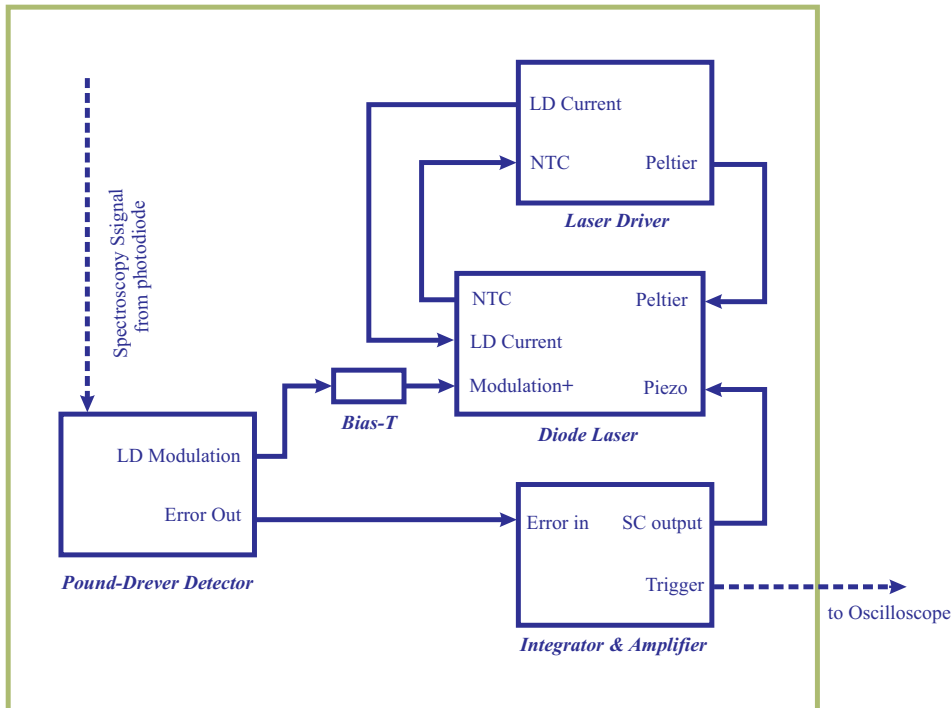 LD Current
NTC
Peltier
Laser Driver
Spectroscopy Ssignal
from photodiode
NTC
Peltier
LD Current
Modulation+
Piezo
Bias-T
Diode Laser
LD Modulation
Error Out
Pound-Drever Detector
Error in
SC output
Trigger
to Oscilloscope
Integrator & Amplifier